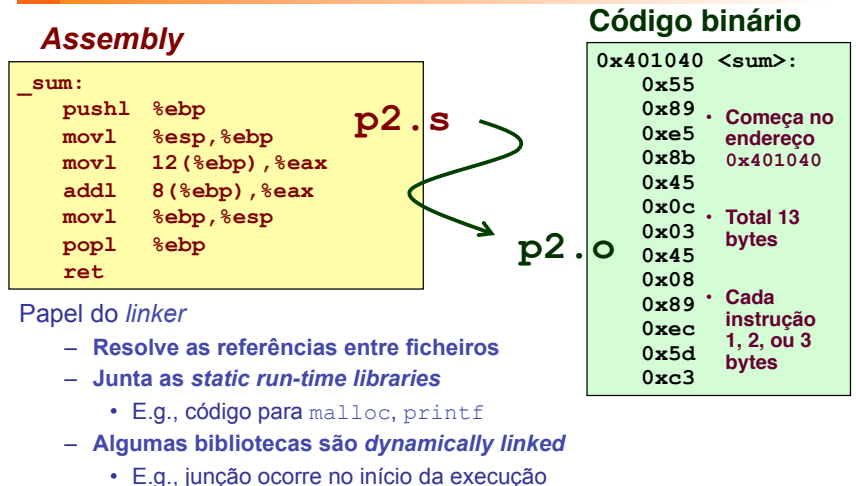 Assembly
_sum:
pushl %ebp
movl %esp,%ebp
movl 12(%ebp),%eax
addl 8(%ebp),%eax
movl %ebp,%esp
popl %ebp
ret
p2.s
p2.o
Código binário
0x401040 <sum>:
0x55
0x89
0xe5
0x8b
0x45
0x0c
0x03
0x45
0x08
0x89
0xec
0x5d
0xc3
• Começa no
endereço
0x401040
• Total 13
bytes
• Cada
instrução
1, 2, ou 3
bytes
Papel do linker
– Resolve as referências entre ficheiros
– Junta as static run-time libraries
• E.g., código para malloc, printf
– Algumas bibliotecas são dynamically linked
• E.g., junção ocorre no início da execução